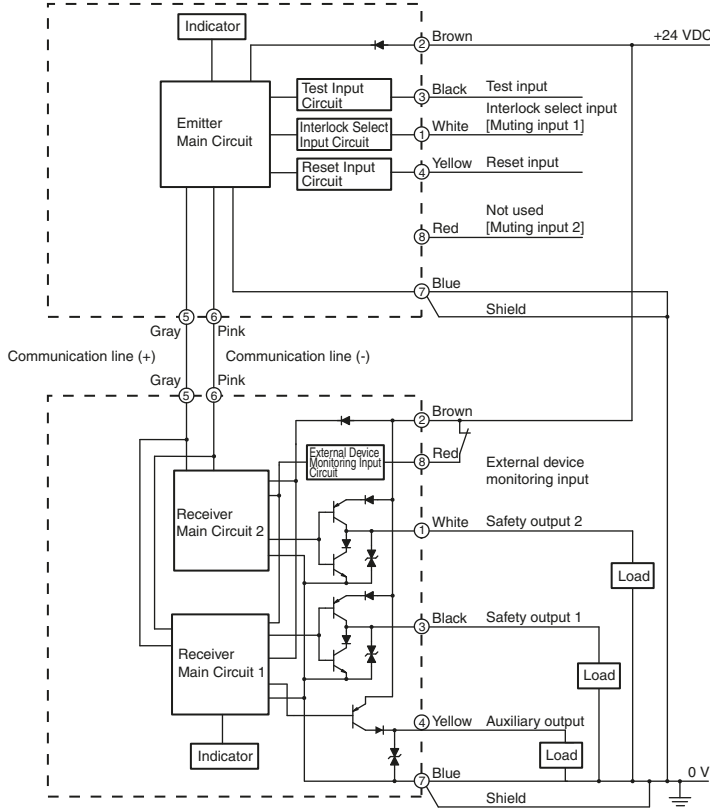 Indicator
2
Brown
+24 VDC
Emitter
Main Circuit
Test Input
Circuit
3
Black
Test input
Interlock Select
Input Circuit
1
White
Interlock select input
[Muting input 1]
Reset Input
Circuit
4
Yellow
Reset input
8
Red
Not used
[Muting input 2]
7
Blue
Shield
5
6
Gray
Pink
Communication line (+)
Communication line (-)
Gray
Pink
5
6
2
Brown
External Device
Monitoring Input
Circuit
8
Red
External device
monitoring input
Receiver
Main Circuit 2
1
White
Safety output 2
Load
Receiver
Main Circuit 1
3
Black
Safety output 1
Load
4
Yellow
Auxiliary output
Load
Indicator
7
Blue
0 V
Shield